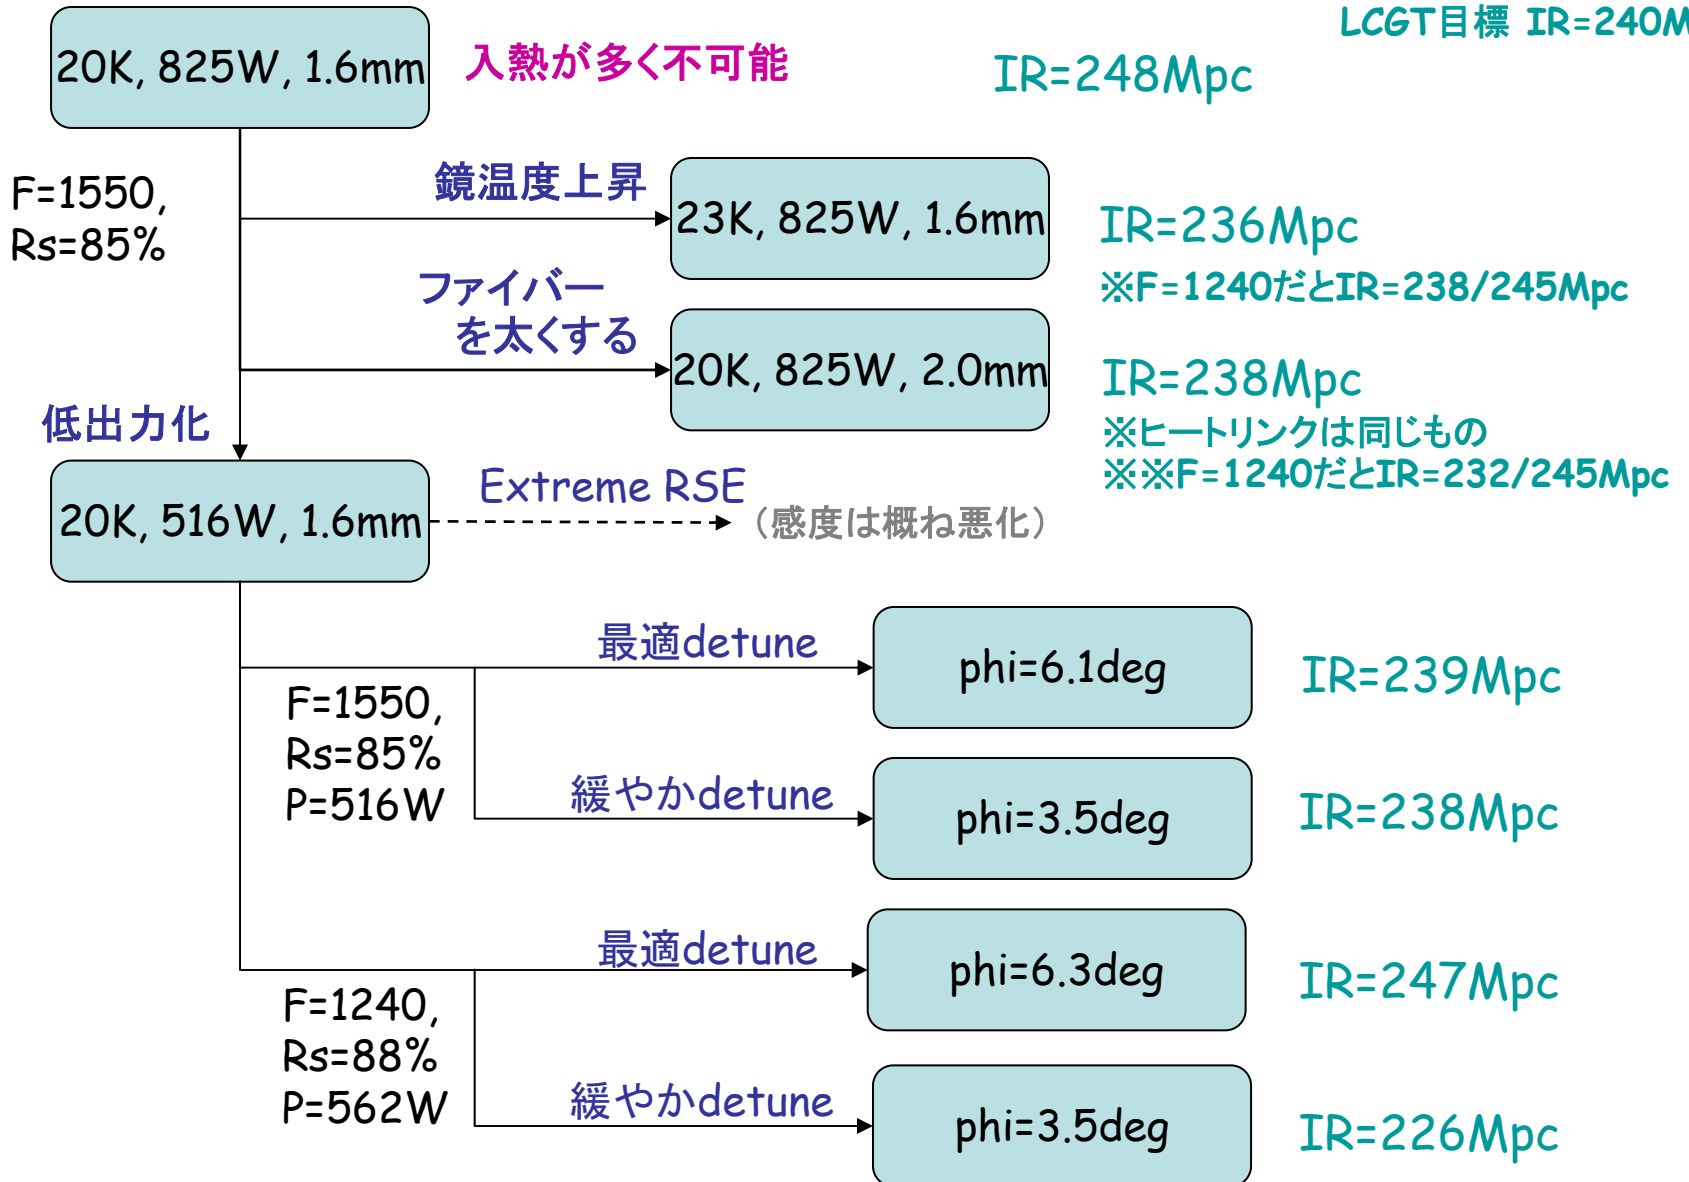 LCGT目標 IR=240M
20K, 825W, 1.6mm
入熱が多く不可能
IR=248Mpc
F=1550,
Rs=85%
鏡温度上昇
23K, 825W, 1.6mm
IR=236Mpc
※F=1240だとIR=238/245Mpc
ファイバー
を太くする
20K, 825W, 2.0mm
IR=238Mpc
※ヒートリンクは同じもの
※※F=1240だとIR=232/245Mpc
低出力化
20K, 516W, 1.6mm
Extreme RSE
(感度は概ね悪化)
最適detune
phi=6.1deg
IR=239Mpc
F=1550,
Rs=85%
P=516W
緩やかdetune
phi=3.5deg
IR=238Mpc
最適detune
phi=6.3deg
IR=247Mpc
F=1240,
Rs=88%
P=562W
緩やかdetune
phi=3.5deg
IR=226Mpc